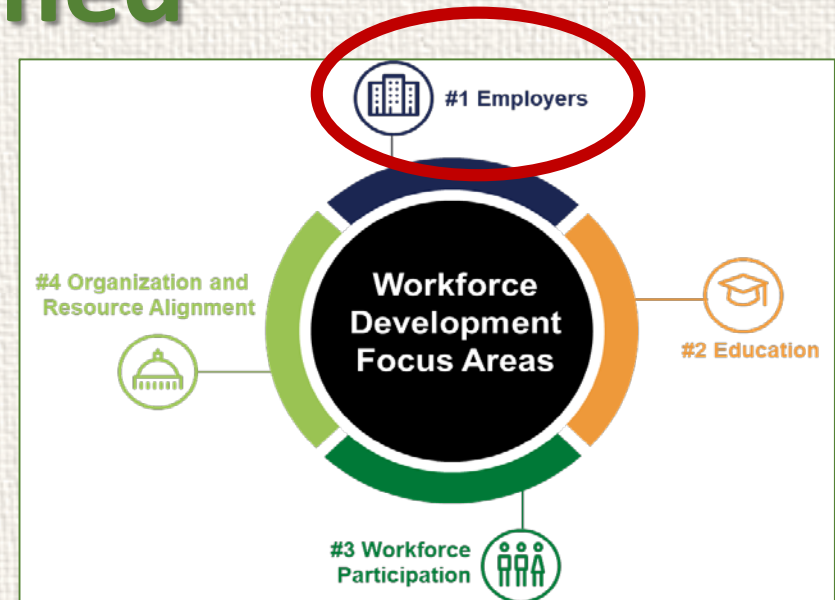 #1 Employers
#4 Organization and
Resource Alignment
Workforce
Development
Focus Areas
#2 Education
#3 Workforce
Participation